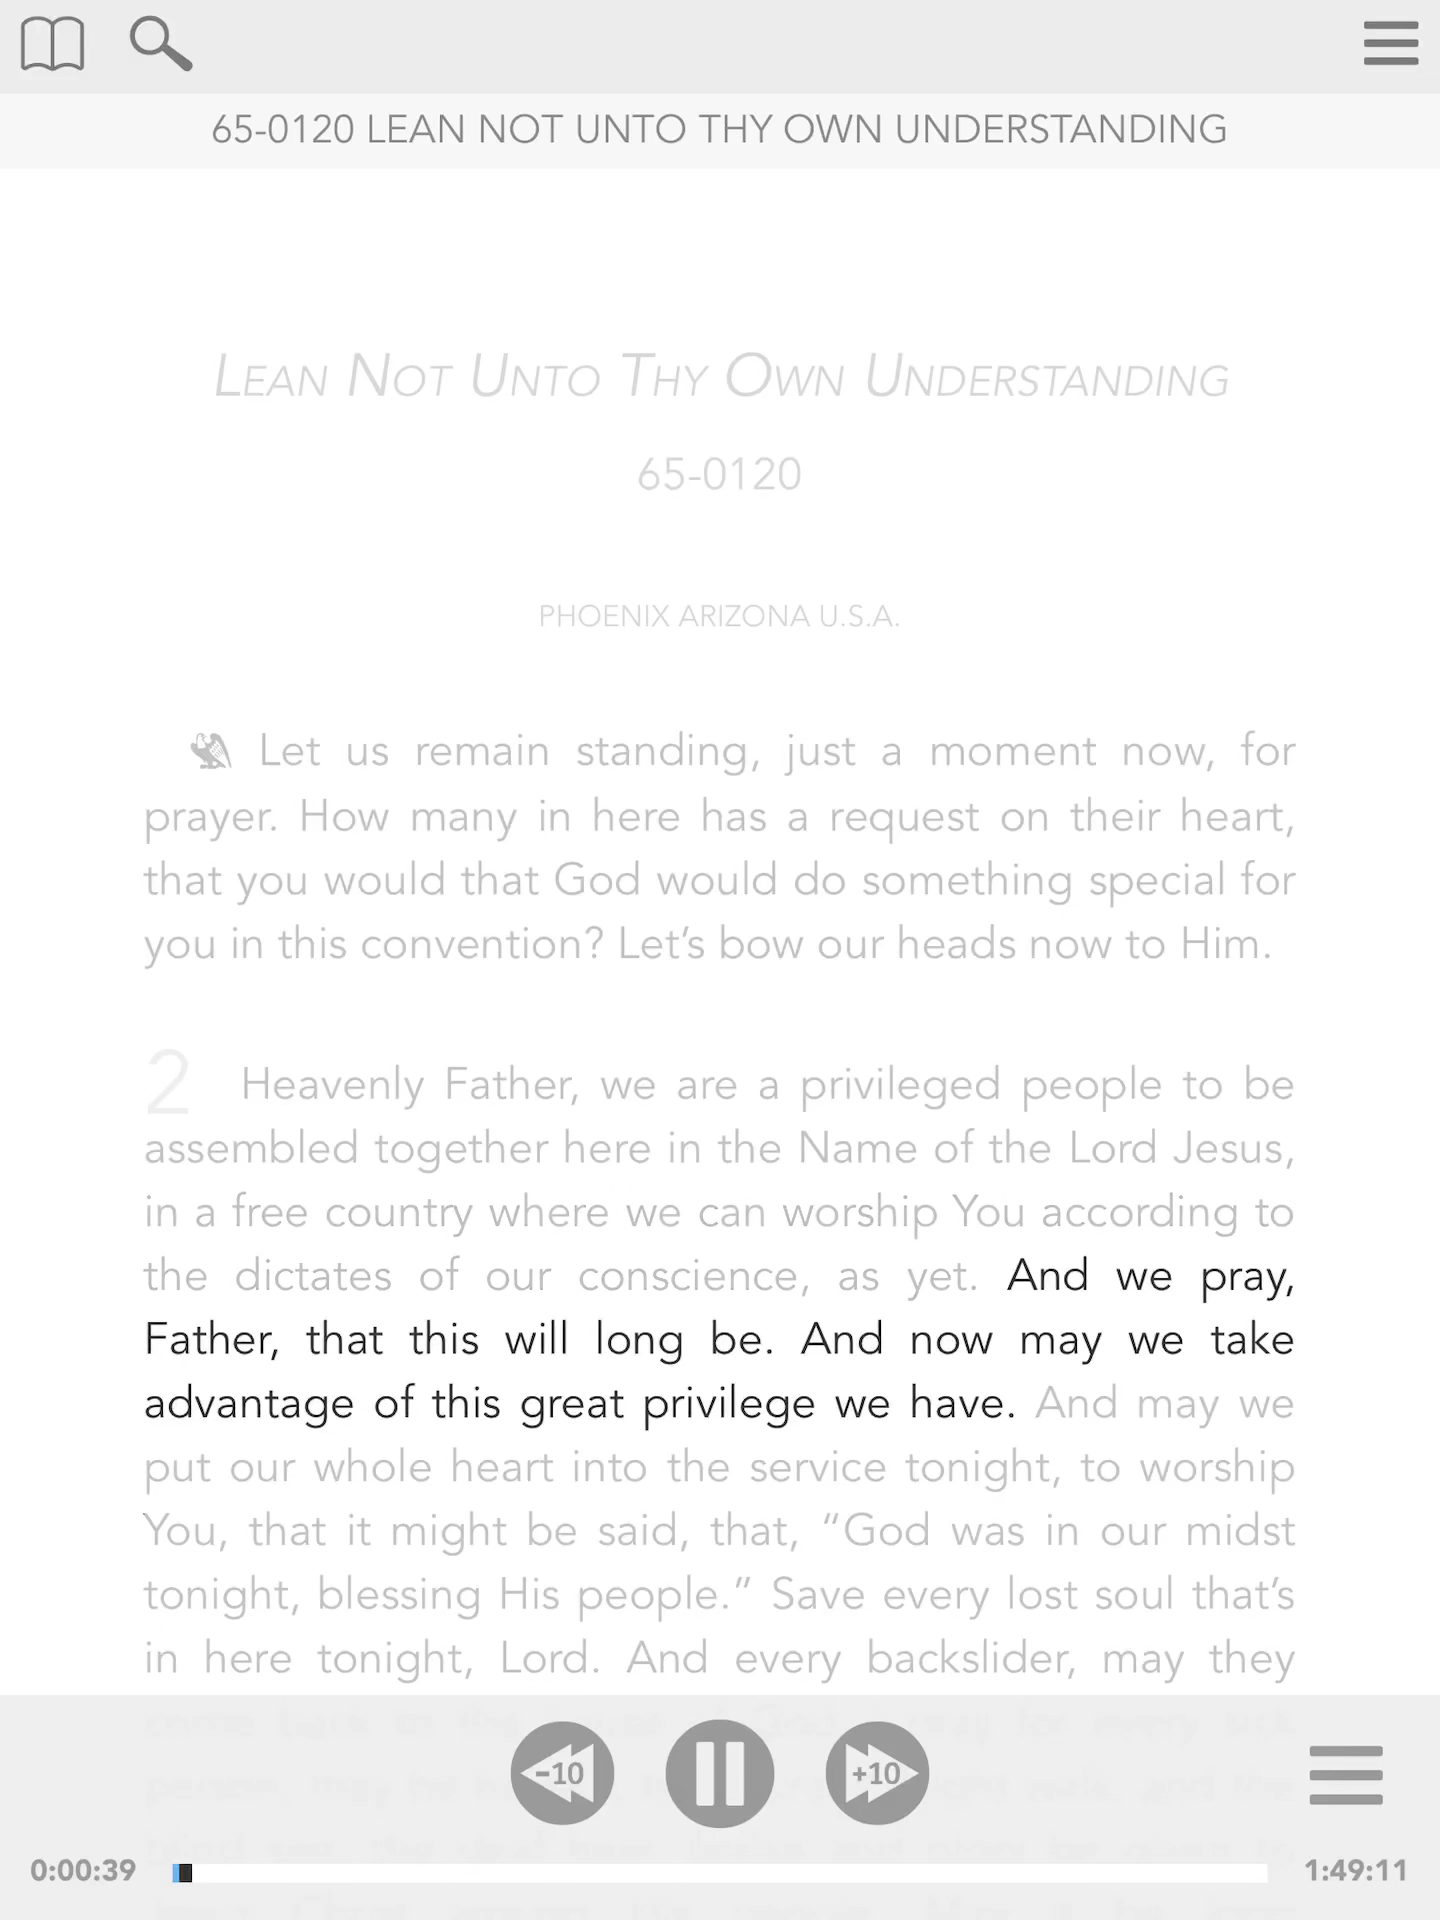 65-0120 LEAN NOT UNTO THY OWN UNDERSTANDING
LEAN NOT UNTO THY OWN UNDERSTANDING
65-0120
PHOENIX ARIZONA U.S.A.
Let us remain standing, just a moment now, for
prayer. How many in here has a request on their heart,
that you would that God would do something special for
you in this convention? Let’s bow our heads now to Him.
2 Heavenly Father, we are a privileged people to be
assembled together here in the Name of the Lord Jesus,
in a free country where we can worship You according to
the dictates of our conscience, as yet. And we pray,
Father, that this will long be. And now may we take
advantage of this great privilege we have. And may we
put our whole heart into the service tonight, to worship
You, that it might be said, that, “God was in our midst
tonight, blessing His people.” Save every lost soul that’s
in here tonight, Lord. And every backslider, may they
-10 +10
0:00:39 1:49:11